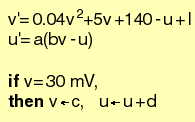 v'= 0.04v²+5v+140 - u + I
u'= a(bv - u)
if v=30 mV,
then v←c, u←u+d